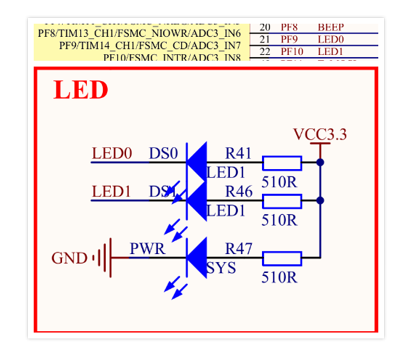 PF8/TIM13_CH1/FSMC_NIOWR/ADC3_IN6 20 PF8 BEEP
PF9/TIM14_CH1/FSMC_CD/ADC3_IN7 21 PF9 LED0
PF10/FSMC_INTR/ADC3_IN8 22 PF10 LED1
LED
VCC3.3
LED0 DS0 R41
LED1 510R
LED1 DS1 R46
LED1 510R
GND PWR R47
SYS 510R